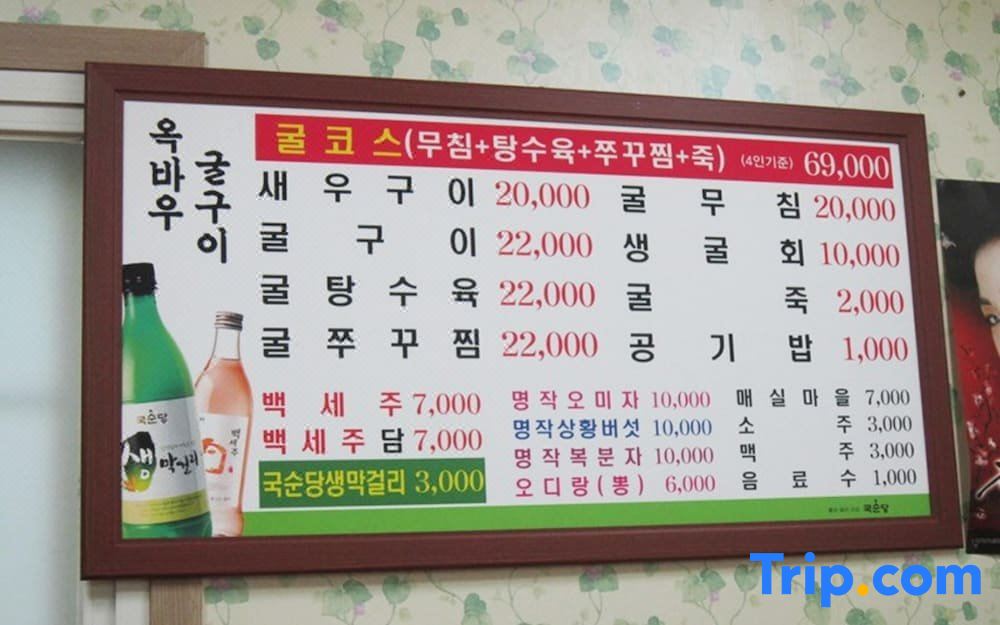 옥바우
굴구이
굴 코 스(무침+탕수육+쭈꾸찜+죽) (4인기준) 69,000
새 우 구 이 20,000 굴 무 침 20,000
굴 구 이 22,000 생 굴 회 10,000
굴 탕 수 육 22,000 굴 죽 2,000
굴 쭈 꾸 찜 22,000 공 기 밥 1,000
백 세 주 7,000 명 작 오 미 자 10,000 매 실 마 을 7,000
백 세 주 담 7,000 명작상황버섯 10,000 소 주 3,000
국순당생막걸리 3,000 명 작 복 분 자 10,000 맥 주 3,000
오 디 랑 ( 뽕 ) 6,000 음 료 수 1,000
국순당
생막걸리
백세주
국순당
Trip.com